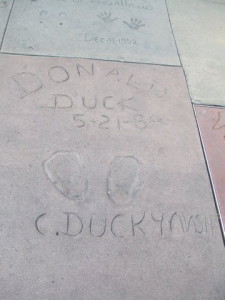 DONALD
DUCK
5-21-84
C. DUCKY NASH